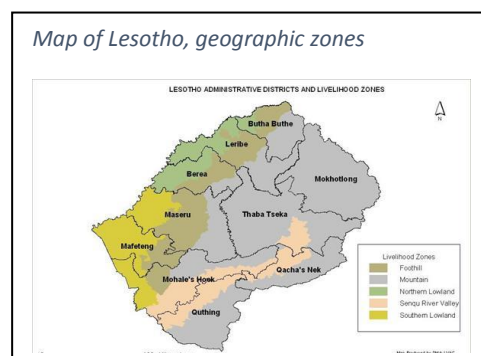 Map of Lesotho, geographic zones
LESOTHO ADMINISTRATIVE DISTRICTS AND LIVELIHOOD ZONES
N
Butha Buthe
Leribe
Berea
Mokhotlong
Maseru
Thaba Tseka
Mafeteng
Mohale's Hoek
Qacha's Nek
Quthing
Livelihood Zones
Foothill
Mountain
Northern Lowland
Senqu River Valley
Southern Lowland